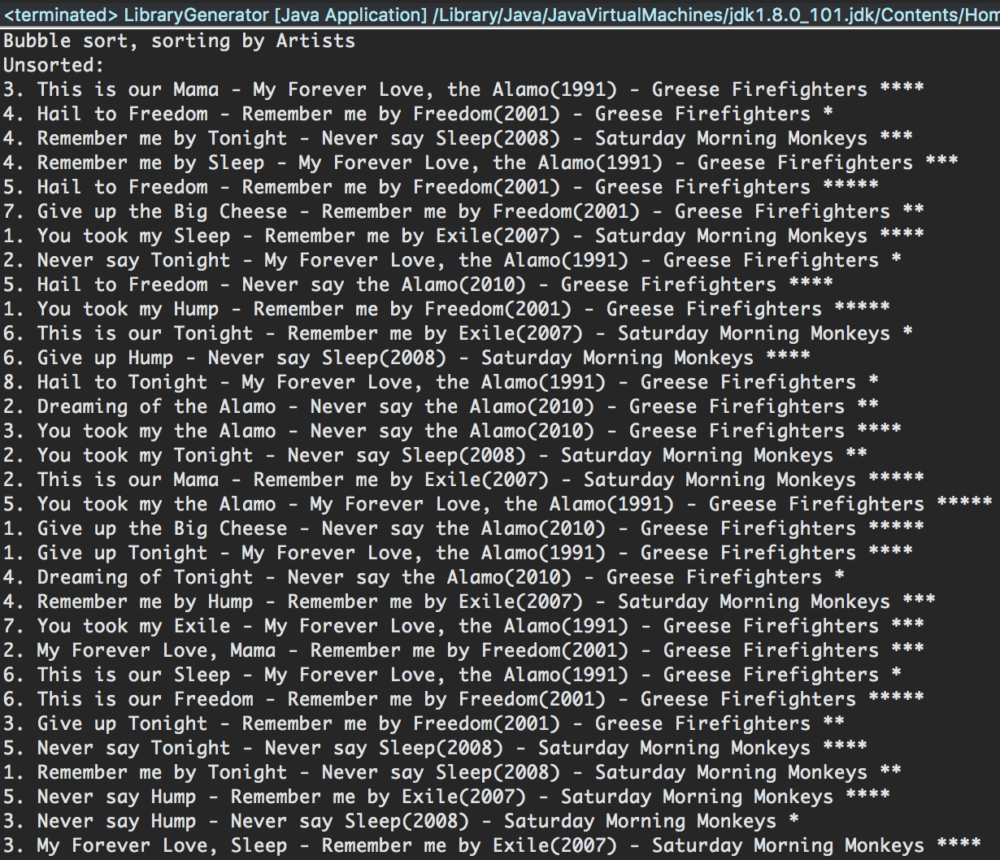 <terminated> LibraryGenerator [Java Application] /Library/Java/JavaVirtualMachines/jdk1.8.0_101.jdk/Contents/Hom
Bubble sort, sorting by Artists
Unsorted:
3. This is our Mama - My Forever Love, the Alamo(1991) - Greese Firefighters ****
4. Hail to Freedom - Remember me by Freedom(2001) - Greese Firefighters *
4. Remember me by Tonight - Never say Sleep(2008) - Saturday Morning Monkeys ***
4. Remember me by Sleep - My Forever Love, the Alamo(1991) - Greese Firefighters ***
5. Hail to Freedom - Remember me by Freedom(2001) - Greese Firefighters *****
7. Give up the Big Cheese - Remember me by Freedom(2001) - Greese Firefighters **
1. You took my Sleep - Remember me by Exile(2007) - Saturday Morning Monkeys ****
2. Never say Tonight - My Forever Love, the Alamo(1991) - Greese Firefighters *
5. Hail to Freedom - Never say the Alamo(2010) - Greese Firefighters ****
1. You took my Hump - Remember me by Freedom(2001) - Greese Firefighters *****
6. This is our Tonight - Remember me by Exile(2007) - Saturday Morning Monkeys *
6. Give up Hump - Never say Sleep(2008) - Saturday Morning Monkeys ****
8. Hail to Tonight - My Forever Love, the Alamo(1991) - Greese Firefighters *
2. Dreaming of the Alamo - Never say the Alamo(2010) - Greese Firefighters **
3. You took my the Alamo - Never say the Alamo(2010) - Greese Firefighters ****
2. You took my Tonight - Never say Sleep(2008) - Saturday Morning Monkeys **
2. This is our Mama - Remember me by Exile(2007) - Saturday Morning Monkeys *****
5. You took my the Alamo - My Forever Love, the Alamo(1991) - Greese Firefighters *****
1. Give up the Big Cheese - Never say the Alamo(2010) - Greese Firefighters *****
1. Give up Tonight - My Forever Love, the Alamo(1991) - Greese Firefighters ****
4. Dreaming of Tonight - Never say the Alamo(2010) - Greese Firefighters *
4. Remember me by Hump - Remember me by Exile(2007) - Saturday Morning Monkeys ***
7. You took my Exile - My Forever Love, the Alamo(1991) - Greese Firefighters ***
2. My Forever Love, Mama - Remember me by Freedom(2001) - Greese Firefighters ***
6. This is our Sleep - My Forever Love, the Alamo(1991) - Greese Firefighters *
6. This is our Freedom - Remember me by Freedom(2001) - Greese Firefighters *****
3. Give up Tonight - Remember me by Freedom(2001) - Greese Firefighters **
5. Never say Tonight - Never say Sleep(2008) - Saturday Morning Monkeys ****
1. Remember me by Tonight - Never say Sleep(2008) - Saturday Morning Monkeys **
5. Never say Hump - Remember me by Exile(2007) - Saturday Morning Monkeys ****
3. Never say Hump - Never say Sleep(2008) - Saturday Morning Monkeys *
3. My Forever Love, Sleep - Remember me by Exile(2007) - Saturday Morning Monkeys ****